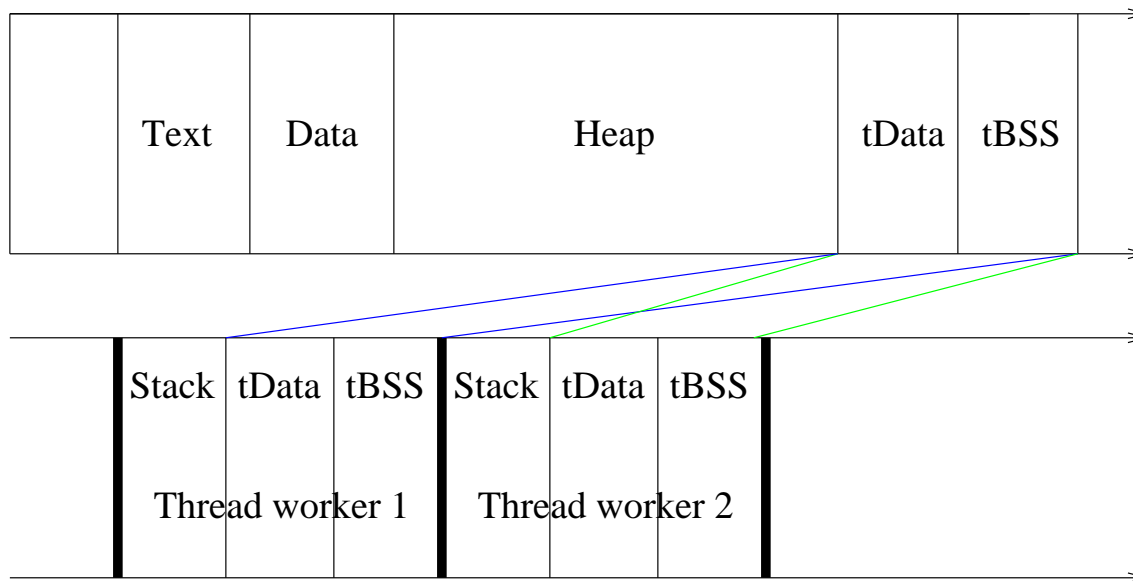 Text Data Heap tData tBSS
Stack tData tBSS Stack tData tBSS
Thread worker 1 Thread worker 2